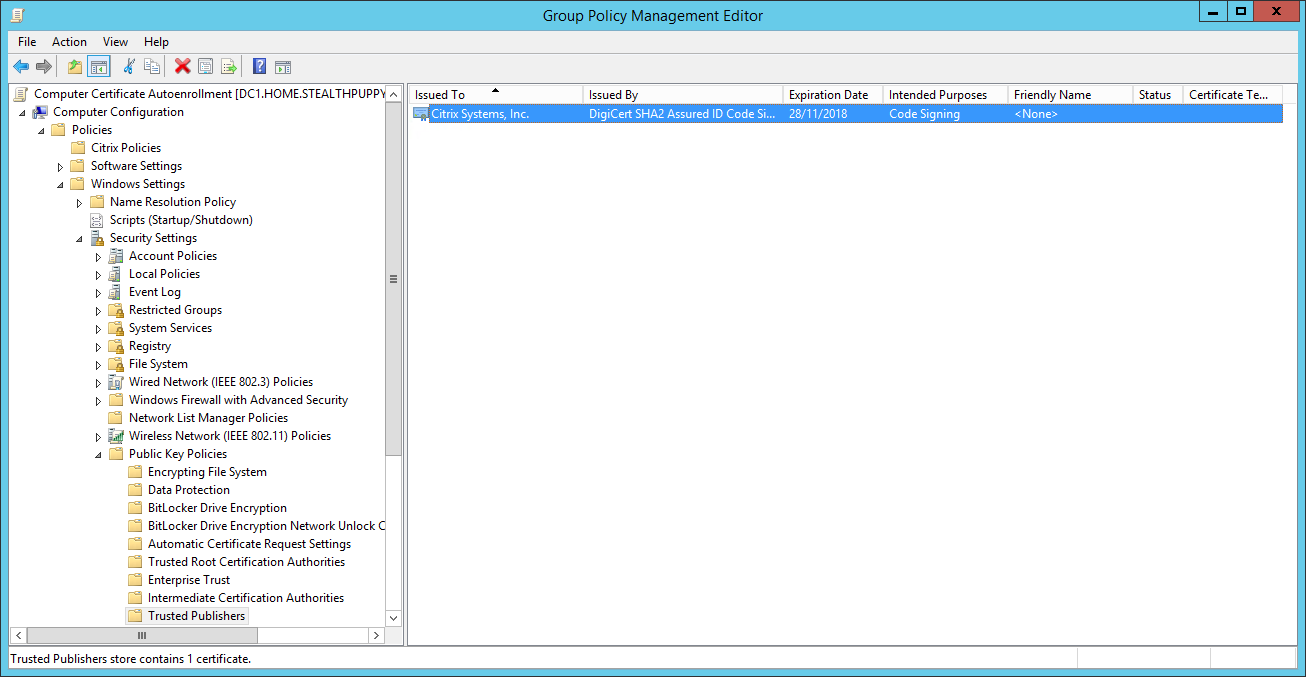 Group Policy Management Editor
File Action View Help
Computer Certificate Autoenrollment [DC1.HOME.STEALTHPUPPY
Computer Configuration
Policies
Citrix Policies
Software Settings
Windows Settings
Name Resolution Policy
Scripts (Startup/Shutdown)
Security Settings
Account Policies
Local Policies
Event Log
Restricted Groups
System Services
Registry
File System
Wired Network (IEEE 802.3) Policies
Windows Firewall with Advanced Security
Network List Manager Policies
Wireless Network (IEEE 802.11) Policies
Public Key Policies
Encrypting File System
Data Protection
BitLocker Drive Encryption
BitLocker Drive Encryption Network Unlock C
Automatic Certificate Request Settings
Trusted Root Certification Authorities
Enterprise Trust
Intermediate Certification Authorities
Trusted Publishers
Issued To Issued By Expiration Date Intended Purposes Friendly Name Status Certificate Te...
Citrix Systems, Inc. DigiCert SHA2 Assured ID Code Si... 28/11/2018 Code Signing <None>
Trusted Publishers store contains 1 certificate.